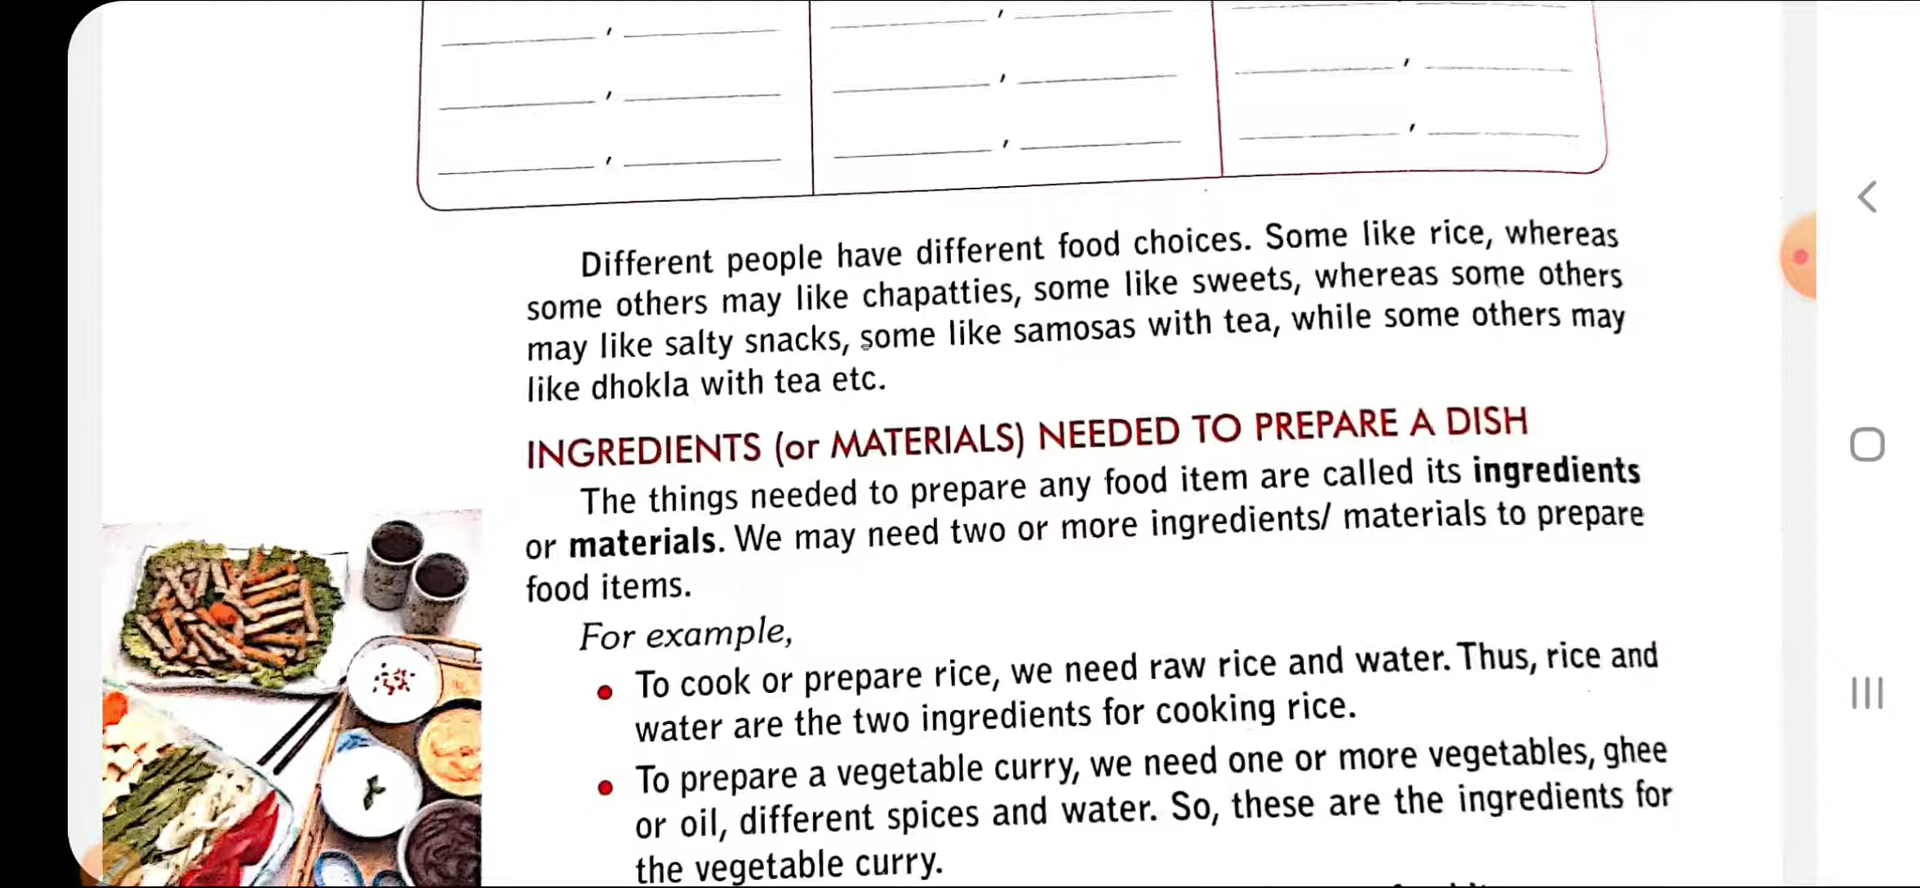 Different people have different food choices. Some like rice, whereas
some others may like chapatties, some like sweets, whereas some others
may like salty snacks, some like samosas with tea, while some others may
like dhokla with tea etc.
INGREDIENTS (or MATERIALS) NEEDED TO PREPARE A DISH
The things needed to prepare any food item are called its ingredients
or materials. We may need two or more ingredients/ materials to prepare
food items.
For example,
• To cook or prepare rice, we need raw rice and water. Thus, rice and
water are the two ingredients for cooking rice.
• To prepare a vegetable curry, we need one or more vegetables, ghee
or oil, different spices and water. So, these are the ingredients for
the vegetable curry.